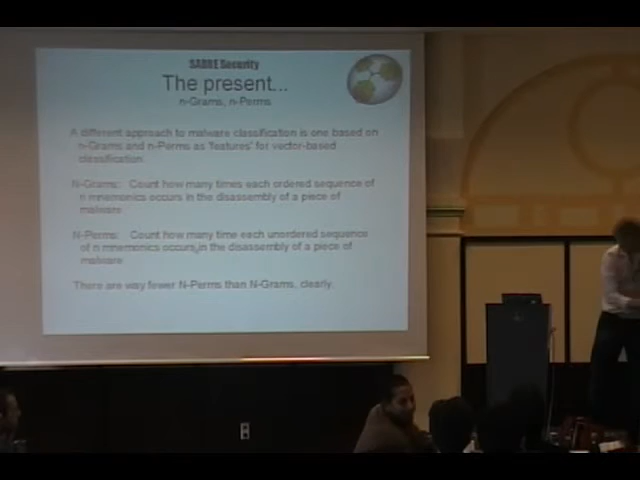 SABRE Security
The present...
n-Grams, n-Perms
A different approach to malware classification is one based on
n-Grams and n-Perms as 'features' for vector-based
classification.
N-Grams: Count how many times each ordered sequence of
n mnemonics occurs in the disassembly of a piece of
malware
N-Perms: Count how many time each unordered sequence
of n mnemonics occurs in the disassembly of a piece of
malware
There are way fewer N-Perms than N-Grams, clearly.